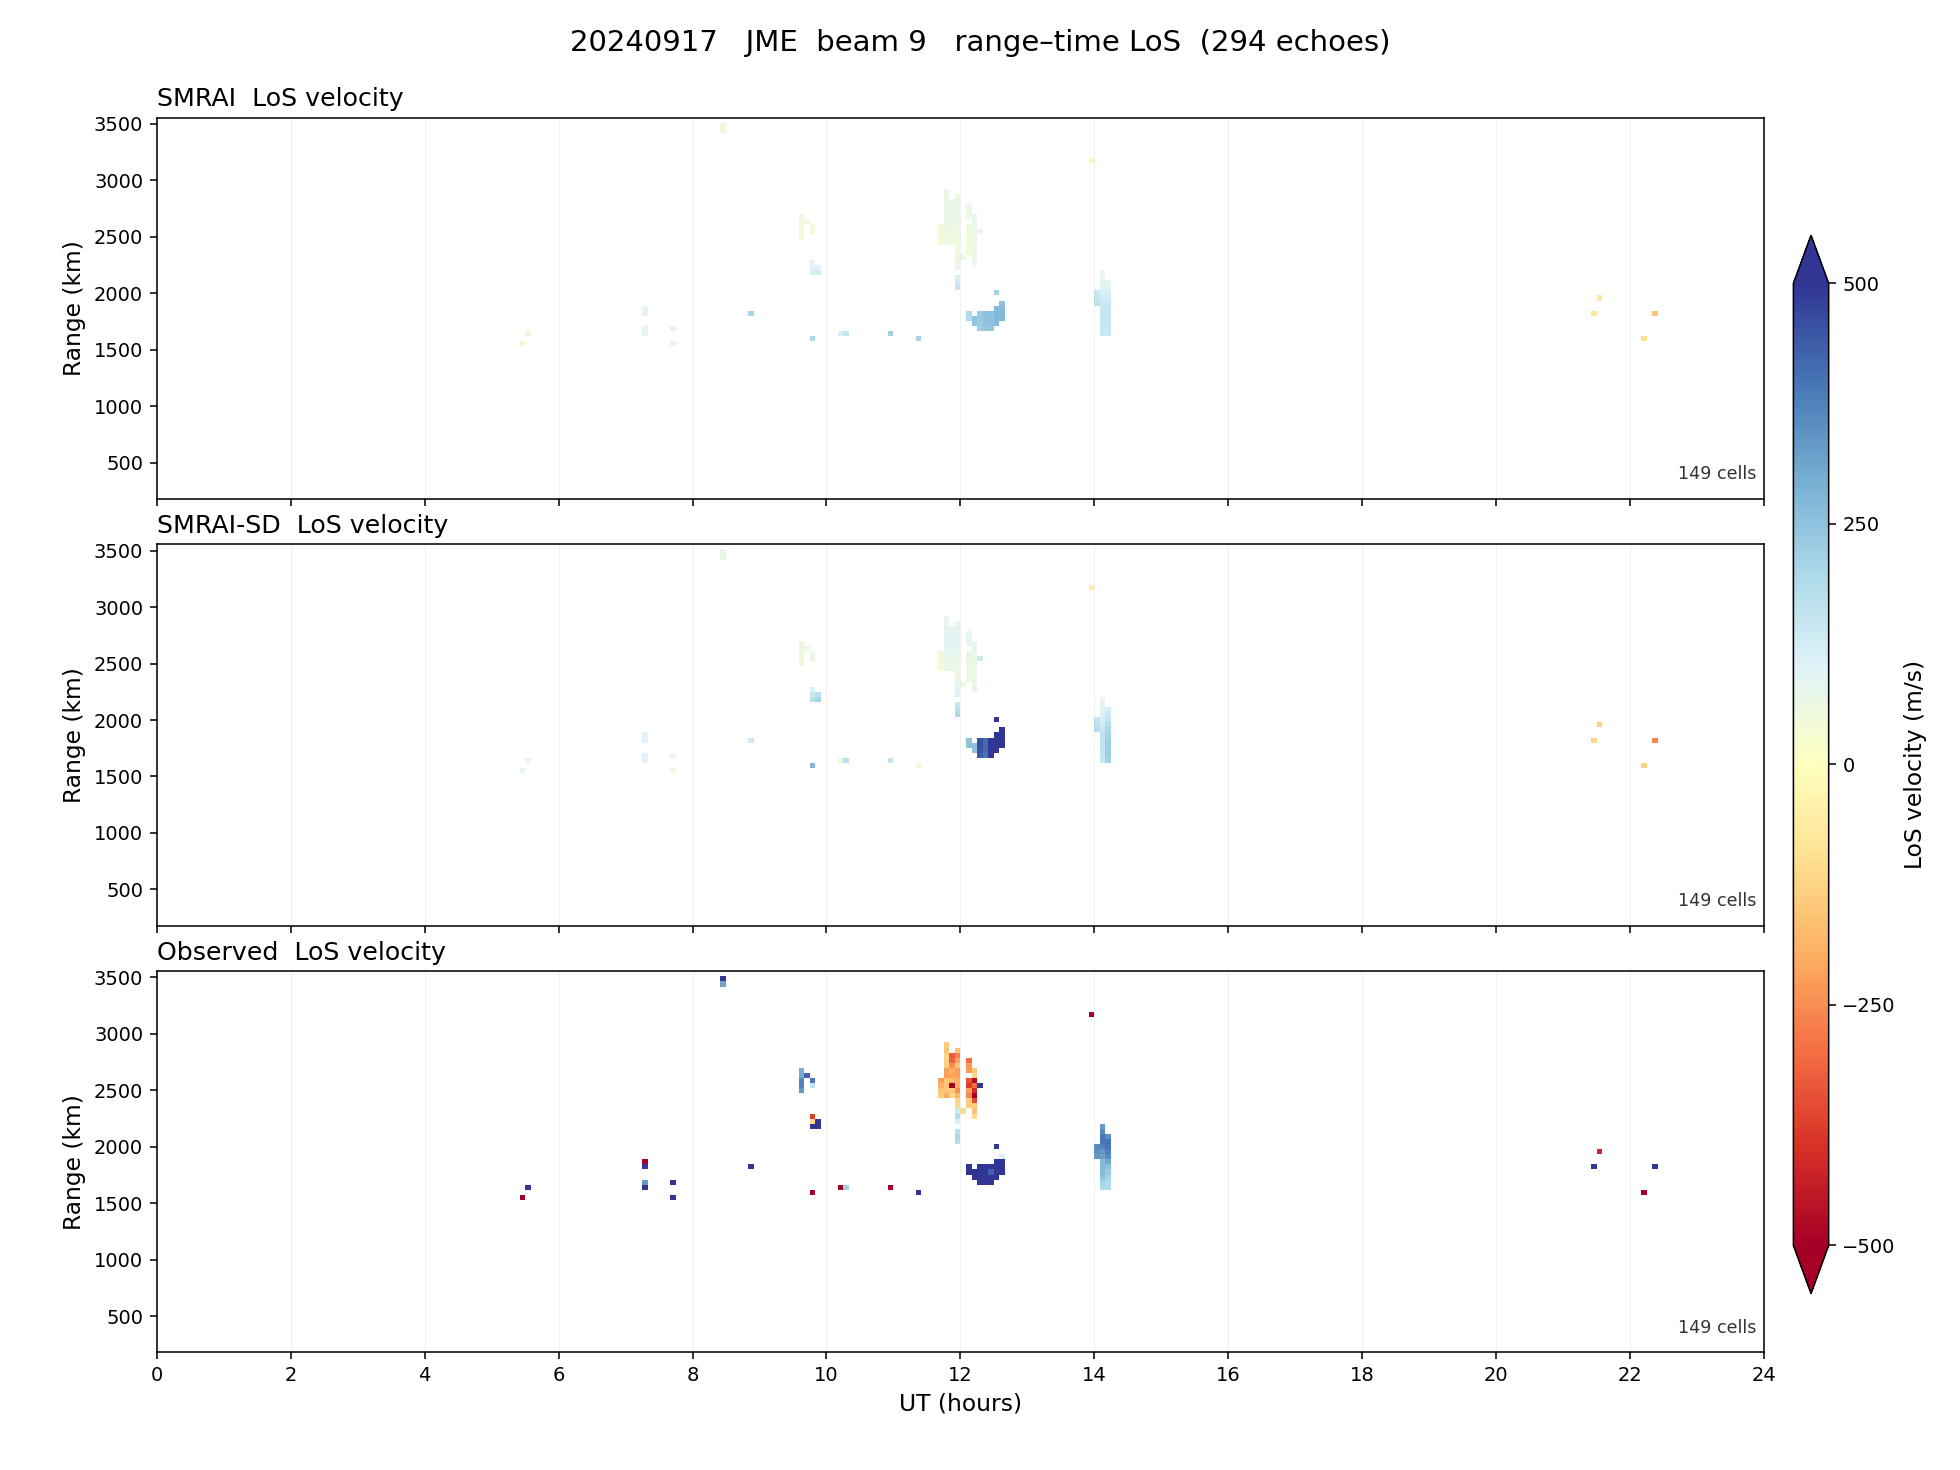 20240917   JME  beam 9   range–time LoS  (294 echoes)
SMRAI  LoS velocity
3500
3000
2500
2000
1500
1000
500
Range (km)
149 cells
SMRAI-SD  LoS velocity
3500
3000
2500
2000
1500
1000
500
Range (km)
149 cells
Observed  LoS velocity
3500
3000
2500
2000
1500
1000
500
Range (km)
149 cells
0 2 4 6 8 10 12 14 16 18 20 22 24
UT (hours)
500
250
0
−250
−500
LoS velocity (m/s)